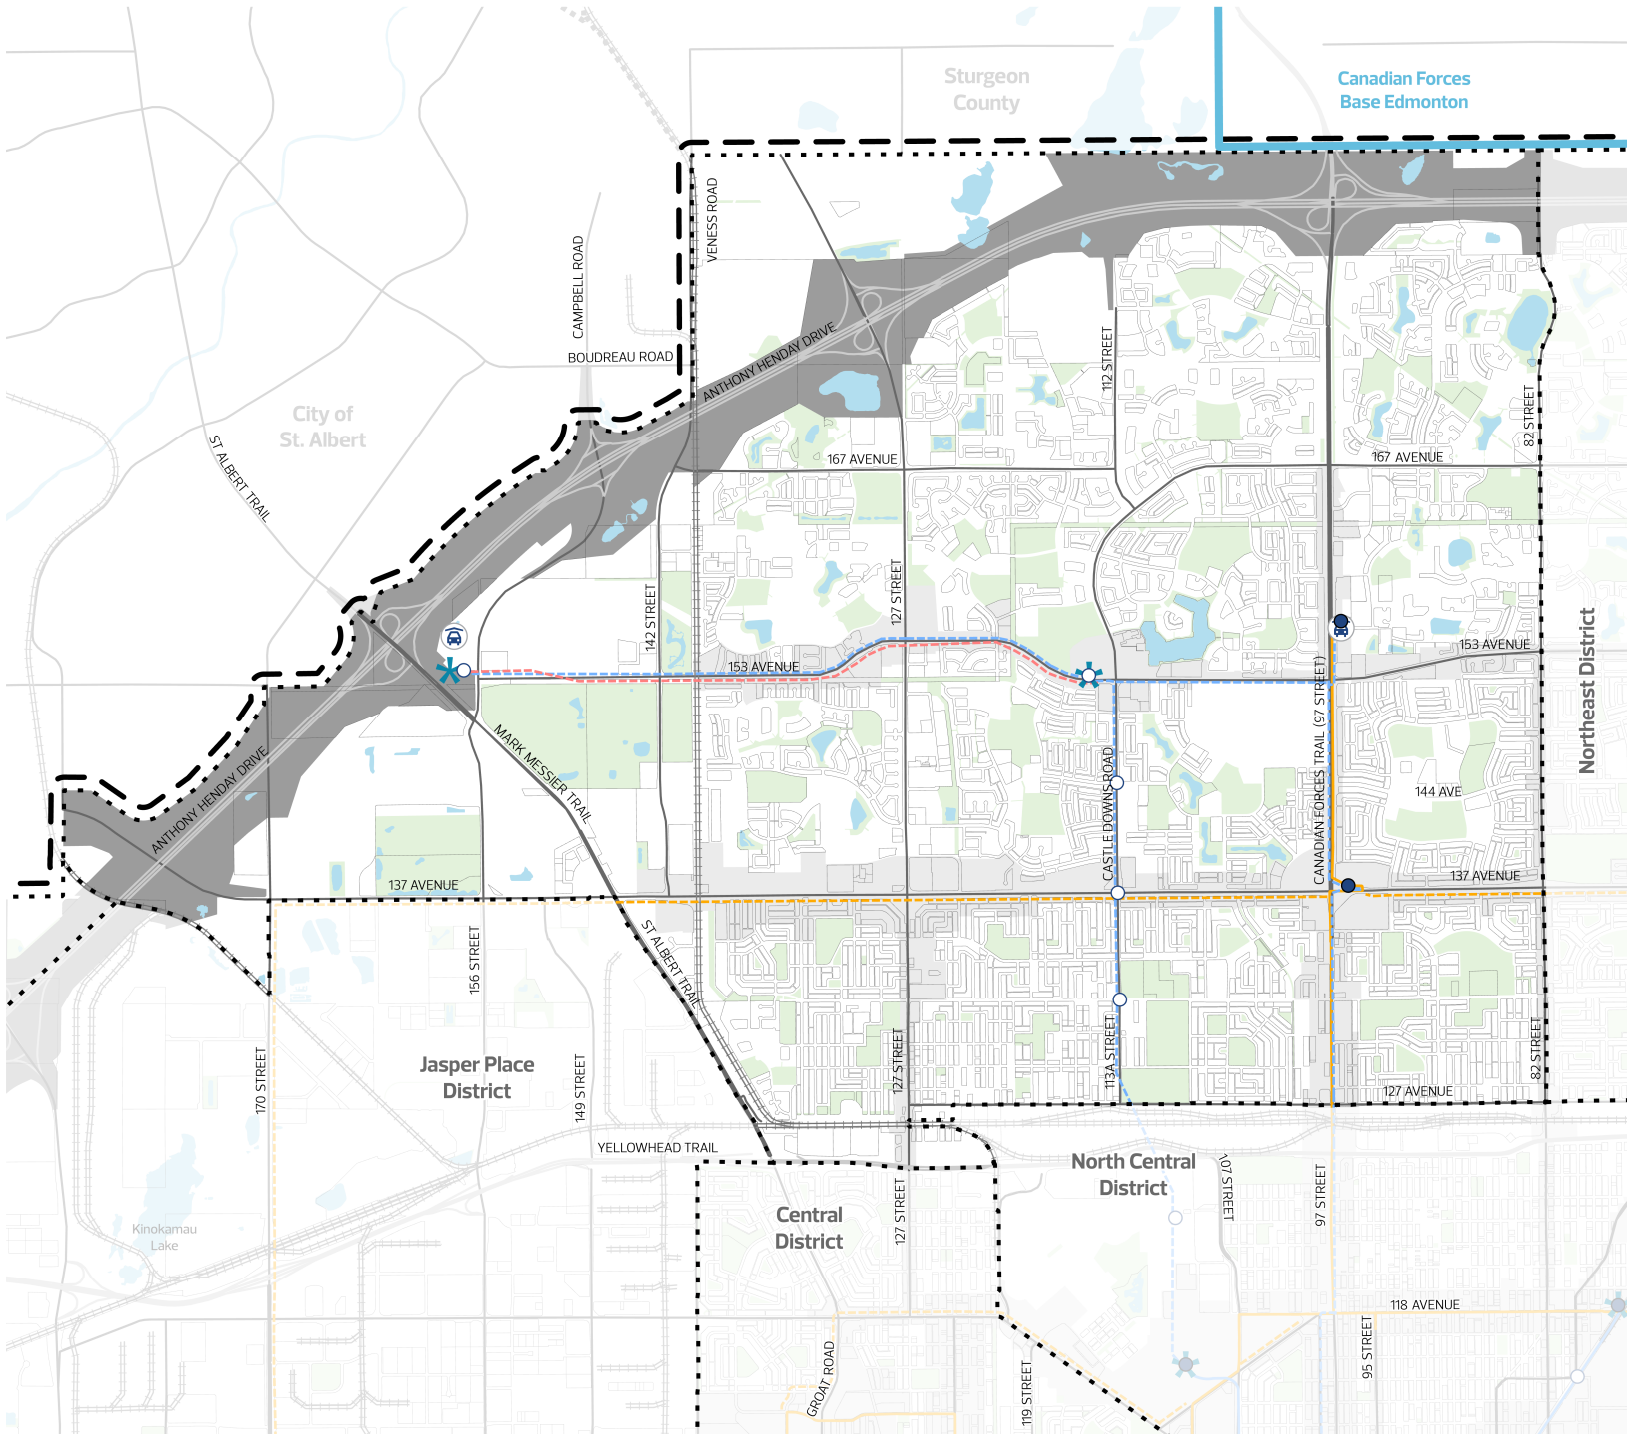 Sturgeon
County
Canadian Forces
Base Edmonton
VENESS ROAD
CAMPBELL ROAD
BOUDREAU ROAD
ANTHONY HENDAY DRIVE
112 STREET
City of
St. Albert
ST ALBERT TRAIL
82 STREET
167 AVENUE
167 AVENUE
127 STREET
142 STREET
153 AVENUE
153 AVENUE
Northeast District
CANADIAN FORCES TRAIL (97 STREET)
MARK MESSIER TRAIL
CASTLE DOWNS ROAD
ANTHONY HENDAY DRIVE
144 AVE
137 AVENUE
137 AVENUE
ST ALBERT TRAIL
156 STREET
170 STREET
Jasper Place
District
149 STREET
127 STREET
113A STREET
82 STREET
127 AVENUE
YELLOWHEAD TRAIL
North Central
District
107 STREET
97 STREET
127 STREET
Central
District
Kinokamau
Lake
118 AVENUE
GROAT ROAD
119 STREET
95 STREET